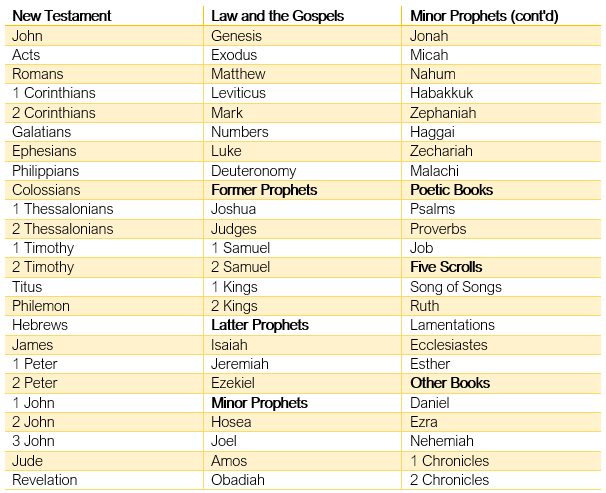 New Testament Law and the Gospels Minor Prophets (cont'd)
John Genesis Jonah
Acts Exodus Micah
Romans Matthew Nahum
1 Corinthians Leviticus Habakkuk
2 Corinthians Mark Zephaniah
Galatians Numbers Haggai
Ephesians Luke Zechariah
Philippians Deuteronomy Malachi
Colossians Former Prophets Poetic Books
1 Thessalonians Joshua Psalms
2 Thessalonians Judges Proverbs
1 Timothy 1 Samuel Job
2 Timothy 2 Samuel Five Scrolls
Titus 1 Kings Song of Songs
Philemon 2 Kings Ruth
Hebrews Latter Prophets Lamentations
James Isaiah Ecclesiastes
1 Peter Jeremiah Esther
2 Peter Ezekiel Other Books
1 John Minor Prophets Daniel
2 John Hosea Ezra
3 John Joel Nehemiah
Jude Amos 1 Chronicles
Revelation Obadiah 2 Chronicles